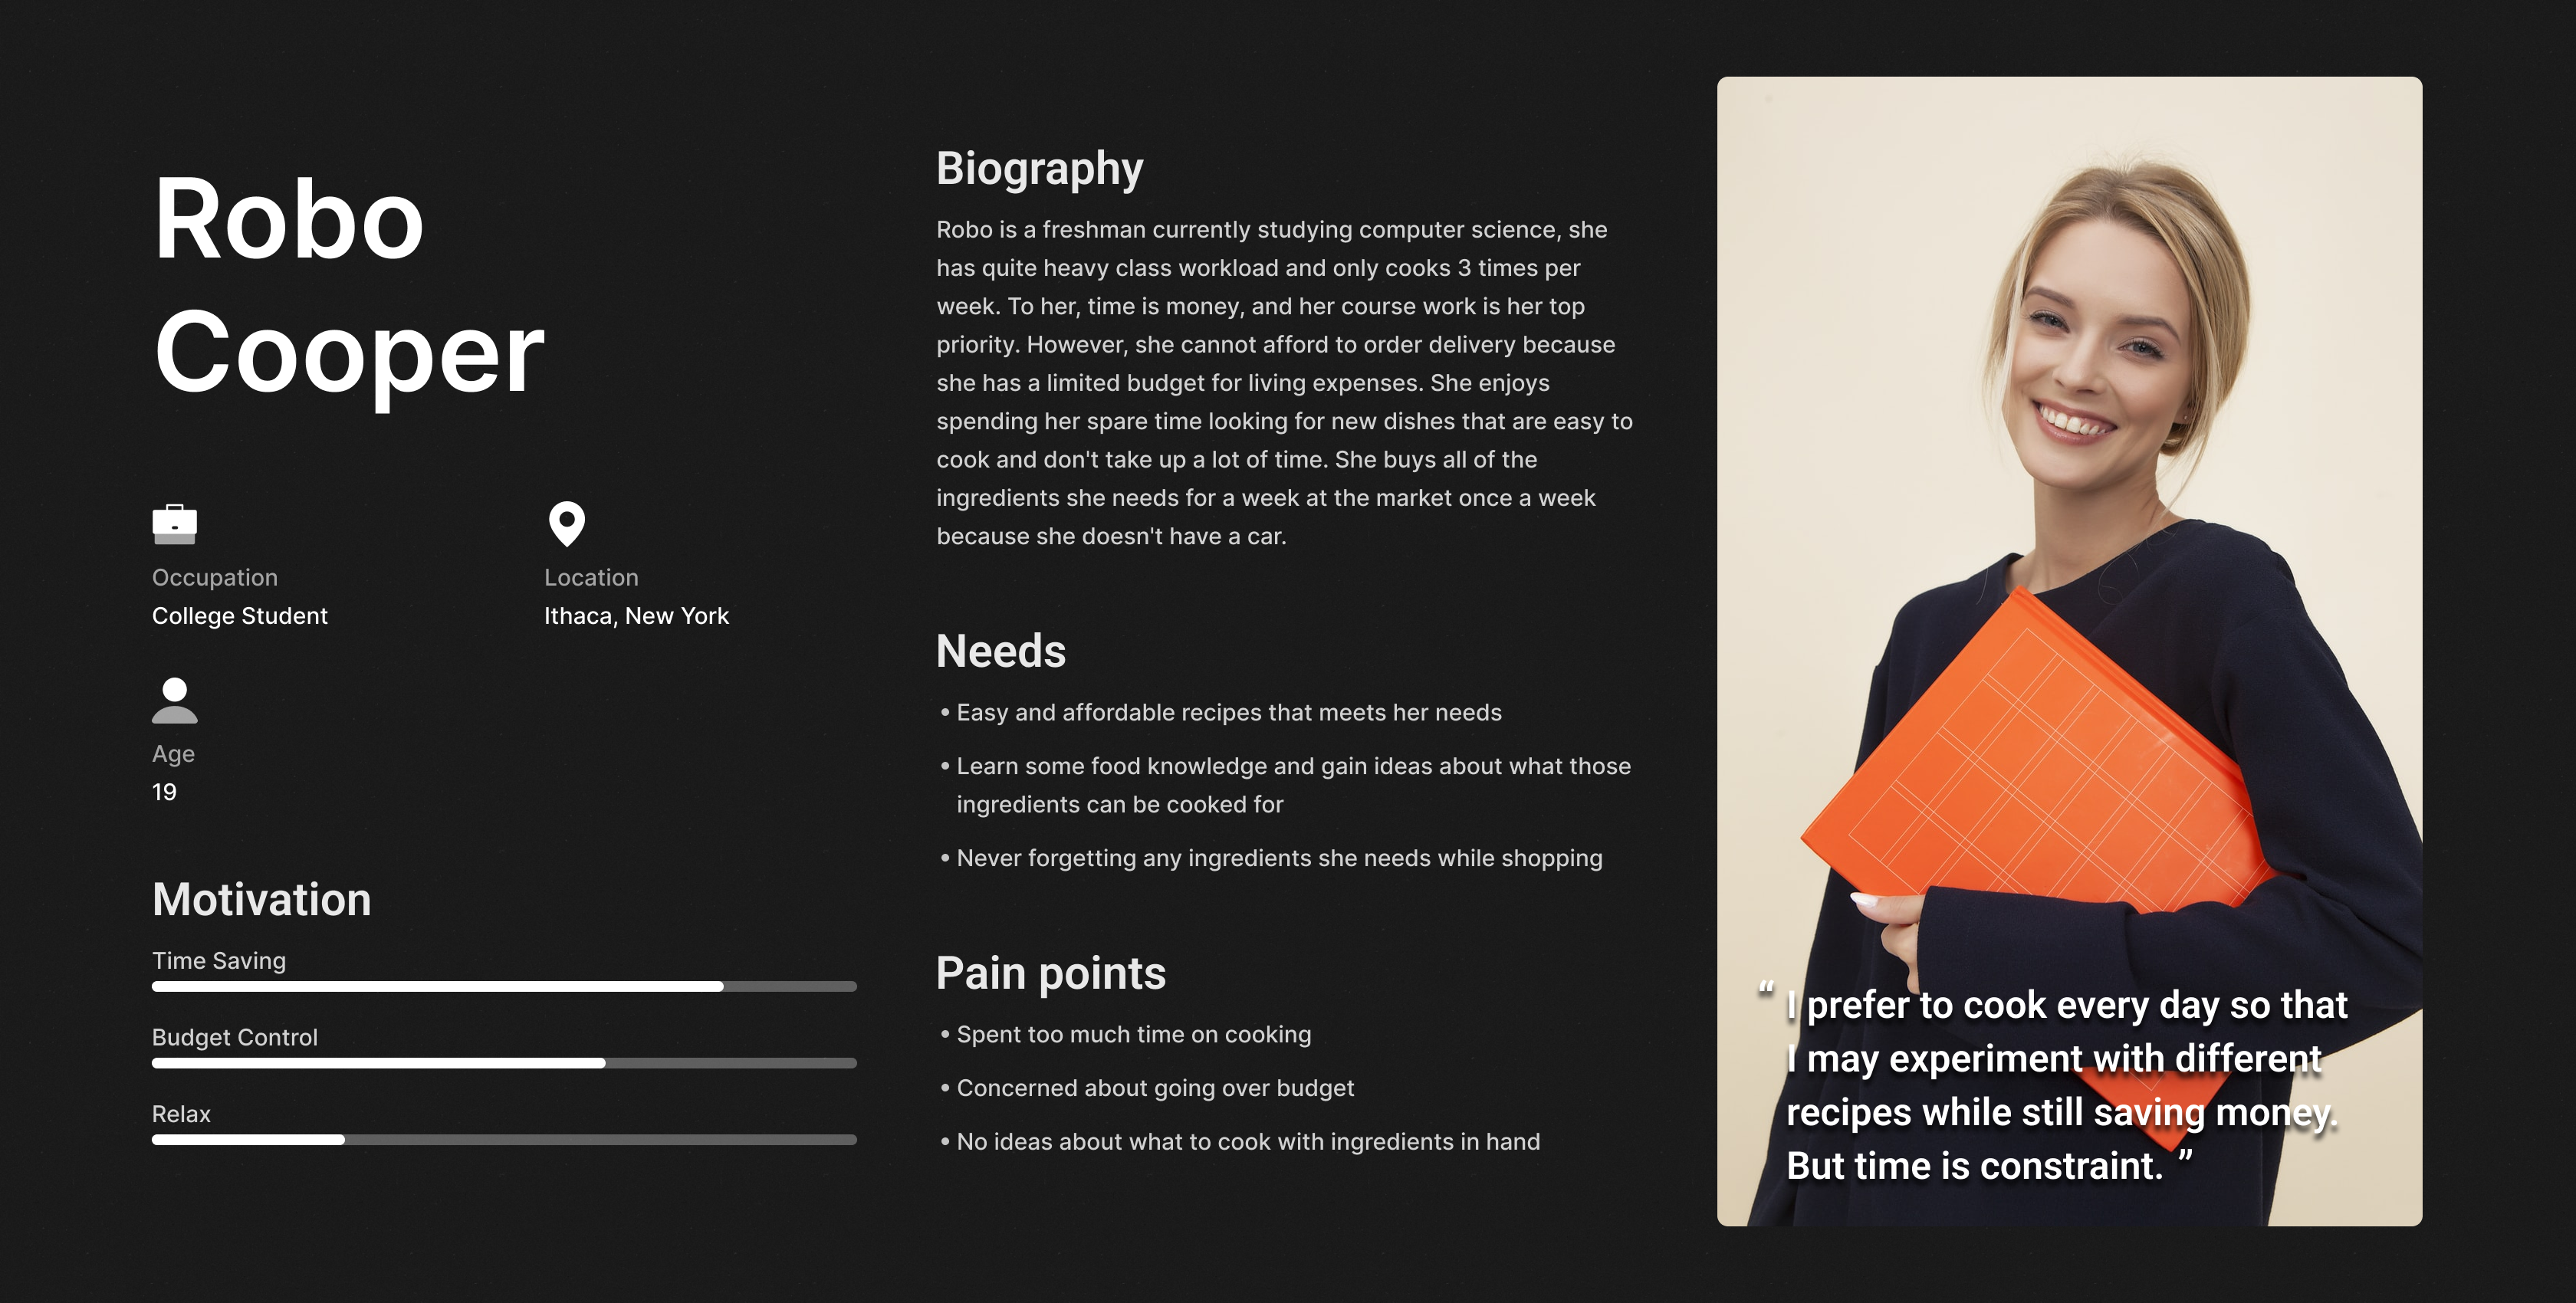 Robo
Cooper
Occupation
College Student
Location
Ithaca, New York
Age
19
Motivation
Time Saving
Budget Control
Relax
Biography
Robo is a freshman currently studying computer science, she
has quite heavy class workload and only cooks 3 times per
week. To her, time is money, and her course work is her top
priority. However, she cannot afford to order delivery because
she has a limited budget for living expenses. She enjoys
spending her spare time looking for new dishes that are easy to
cook and don't take up a lot of time. She buys all of the
ingredients she needs for a week at the market once a week
because she doesn't have a car.
Needs
• Easy and affordable recipes that meets her needs
• Learn some food knowledge and gain ideas about what those
ingredients can be cooked for
• Never forgetting any ingredients she needs while shopping
Pain points
• Spent too much time on cooking
• Concerned about going over budget
• No ideas about what to cook with ingredients in hand
“ I prefer to cook every day so that
I may experiment with different
recipes while still saving money.
But time is constraint. ”